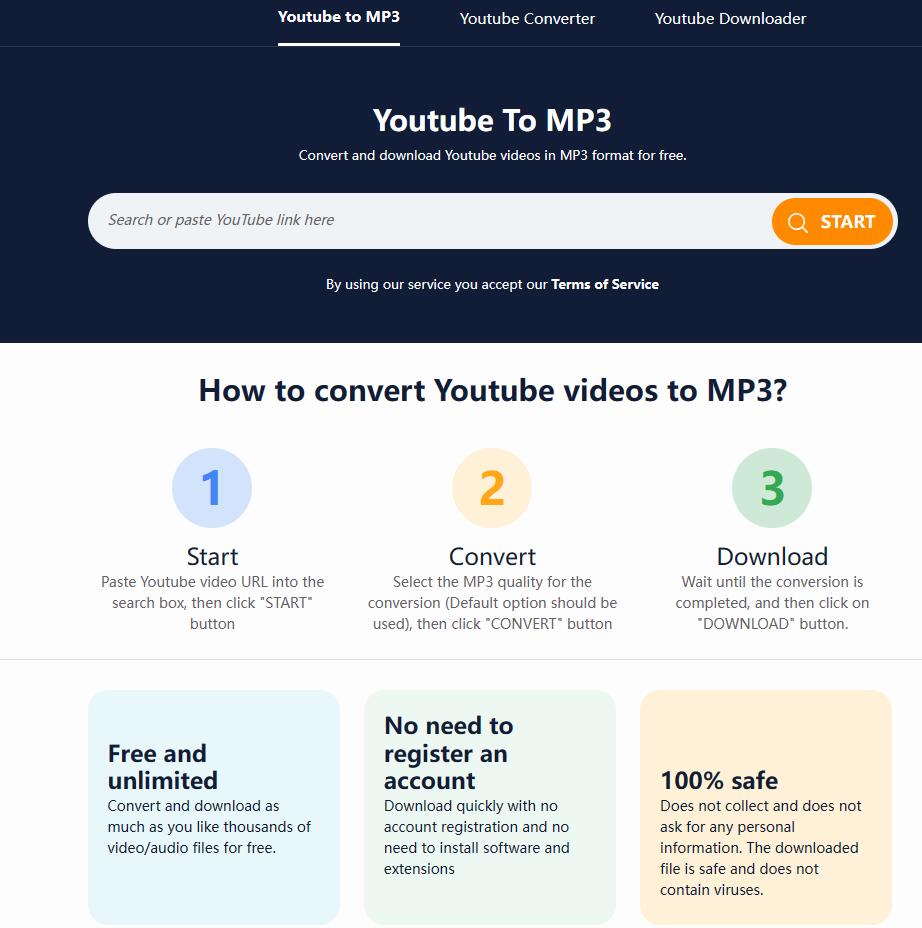 Youtube to MP3 Youtube Converter Youtube Downloader
Youtube To MP3
Convert and download Youtube videos in MP3 format for free.
Search or paste YouTube link here
START
By using our service you accept our Terms of Service
How to convert Youtube videos to MP3?
1
Start
Paste Youtube video URL into the
search box, then click "START"
button
2
Convert
Select the MP3 quality for the
conversion (Default option should be
used), then click "CONVERT" button
3
Download
Wait until the conversion is
completed, and then click on
"DOWNLOAD" button.
Free and
unlimited
Convert and download as
much as you like thousands of
video/audio files for free.
No need to
register an
account
Download quickly with no
account registration and no
need to install software and
extensions
100% safe
Does not collect and does not
ask for any personal
information. The downloaded
file is safe and does not
contain viruses.